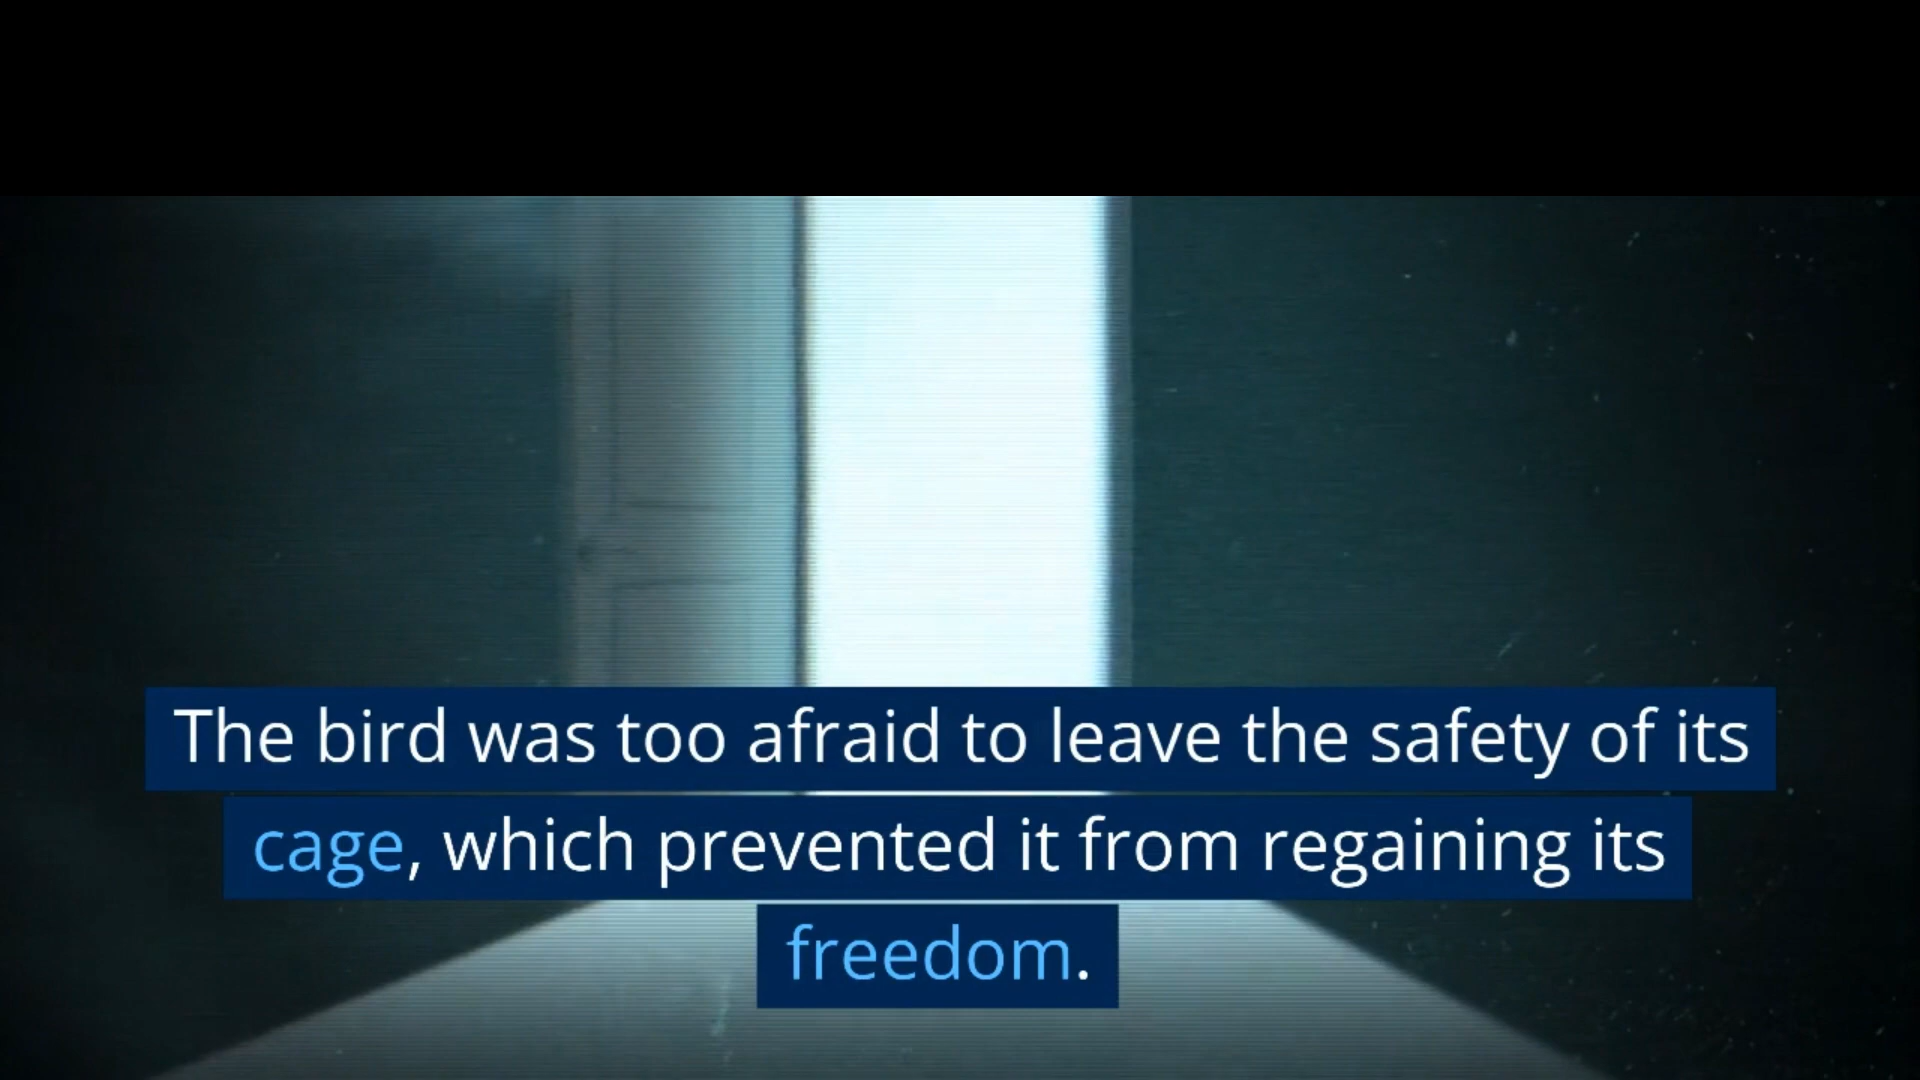 The bird was too afraid to leave the safety of its
cage, which prevented it from regaining its
freedom.